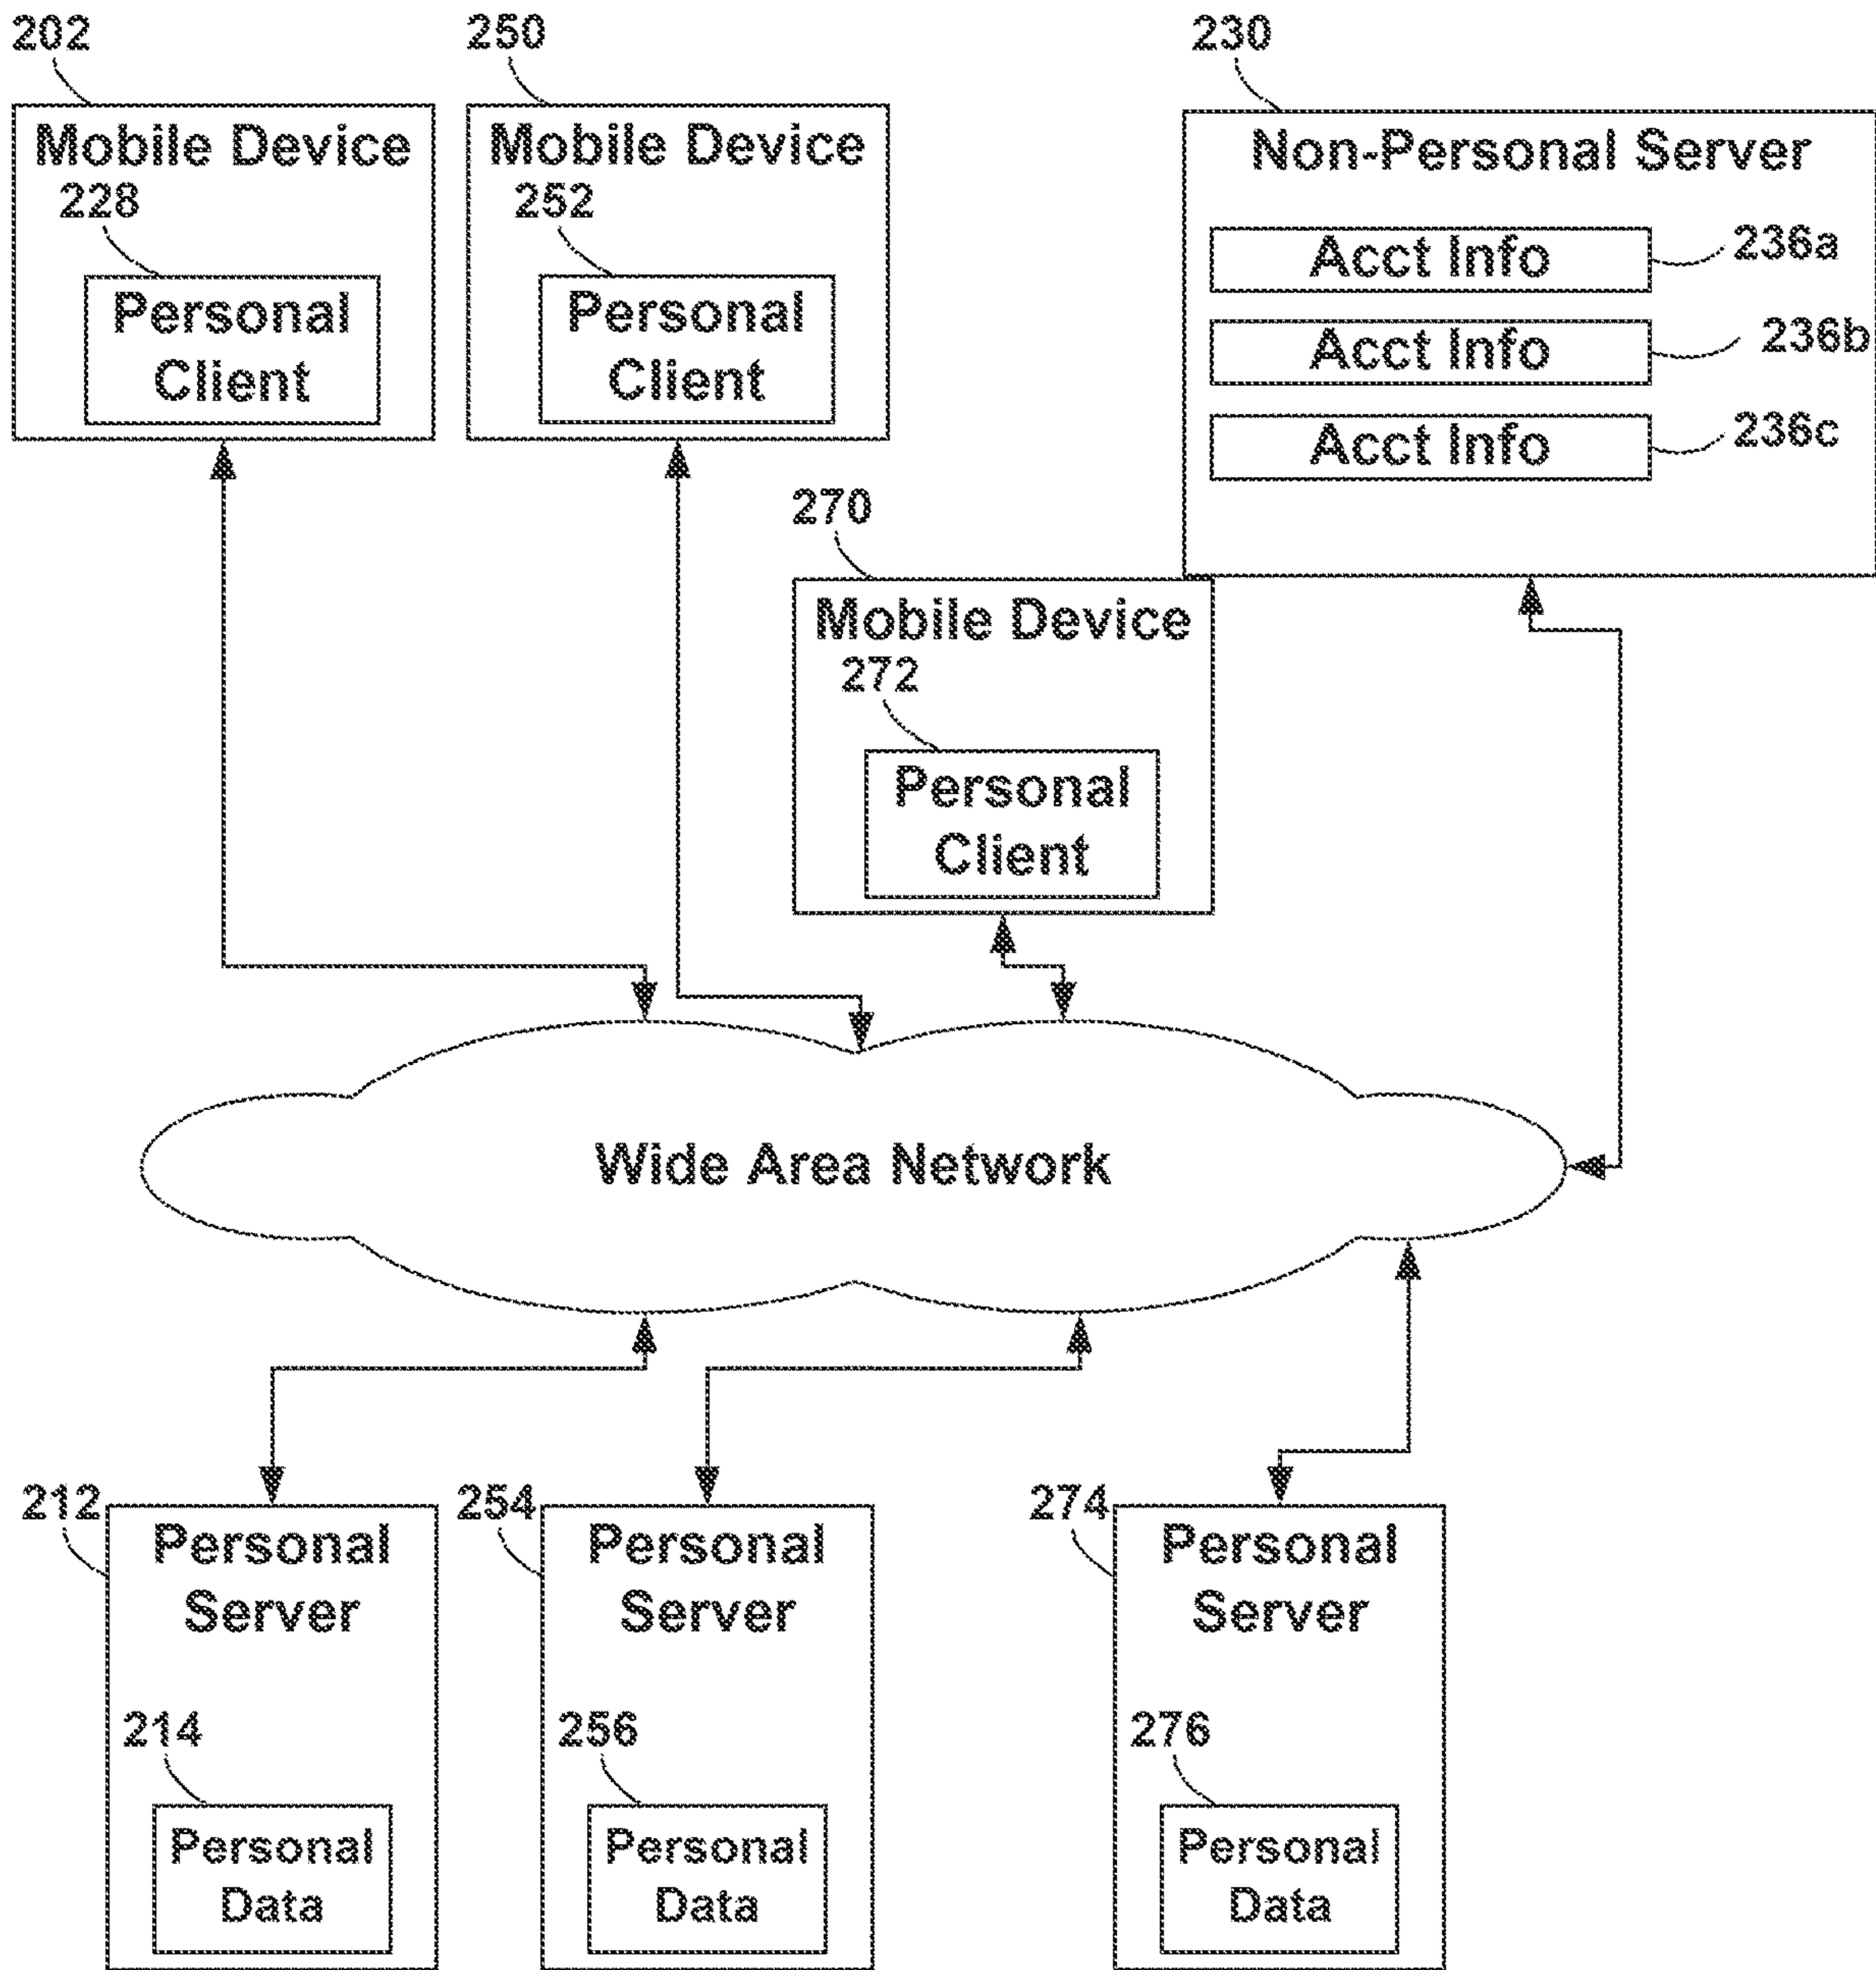 202
250
230
Mobile Device
228
Personal
Client
Mobile Device
252
Personal
Client
Non-Personal Server
Acct Info
236a
Acct Info
236b
Acct Info
236c
270
Mobile Device
272
Personal
Client
Wide Area Network
212
Personal
Server
214
Personal
Data
254
Personal
Server
256
Personal
Data
274
Personal
Server
276
Personal
Data